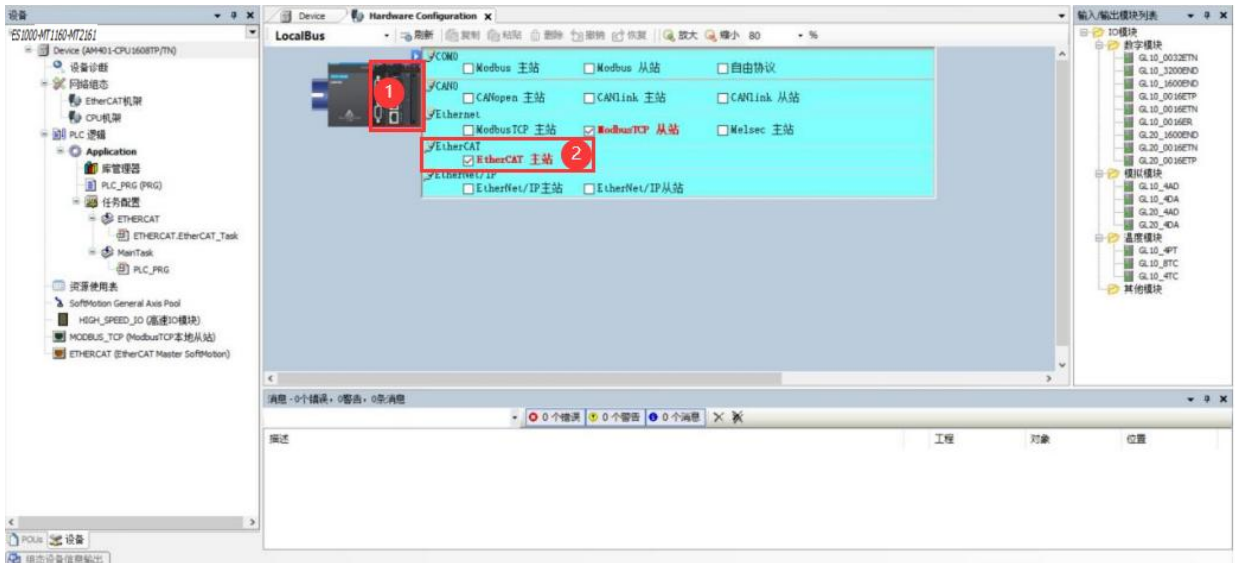 设备
ES1000-MT1160-MT2161
Device (AM401-CPU1608TP/TN)
设备诊断
网络组态
EtherCAT机架
CPU机架
PLC 逻辑
Application
库管理器
PLC_PRG (PRG)
任务配置
ETHERCAT
ETHERCAT.EtherCAT_Task
MainTask
PLC_PRG
资源使用表
SoftMotion General Axis Pool
HIGH_SPEED_IO (高速IO模块)
MODBUS_TCP (ModbusTCP本地从站)
ETHERCAT (EtherCAT Master SoftMotion)
POUs 设备
组态设备信息输出
Device Hardware Configuration
LocalBus 刷新 复制 粘贴 删除 撤销 恢复 放大 缩小 80 %
COM0
Modbus 主站 Modbus 从站 自由协议
CAN0
CANopen 主站 CANlink 主站 CANlink 从站
Ethernet
ModbusTCP 主站 ModbusTCP 从站 Melsec 主站
EtherCAT
EtherCAT 主站
EtherNet/IP
EtherNet/IP主站 EtherNet/IP从站
1
2
消息 - 0个错误，0警告，0条消息
0 个错误 0 个警告 0 个消息
描述 工程 对象 位置
输入/输出模块列表
IO模块
数字模块
GL10_0032ETN
GL10_3200END
GL10_1600END
GL10_0016ETP
GL10_0016ETN
GL10_0016ER
GL20_1600END
GL20_0016ETN
GL20_0016ETP
模拟模块
GL10_4AD
GL10_4DA
GL20_4AD
GL20_4DA
温度模块
GL10_4PT
GL10_8TC
GL10_4TC
其他模块